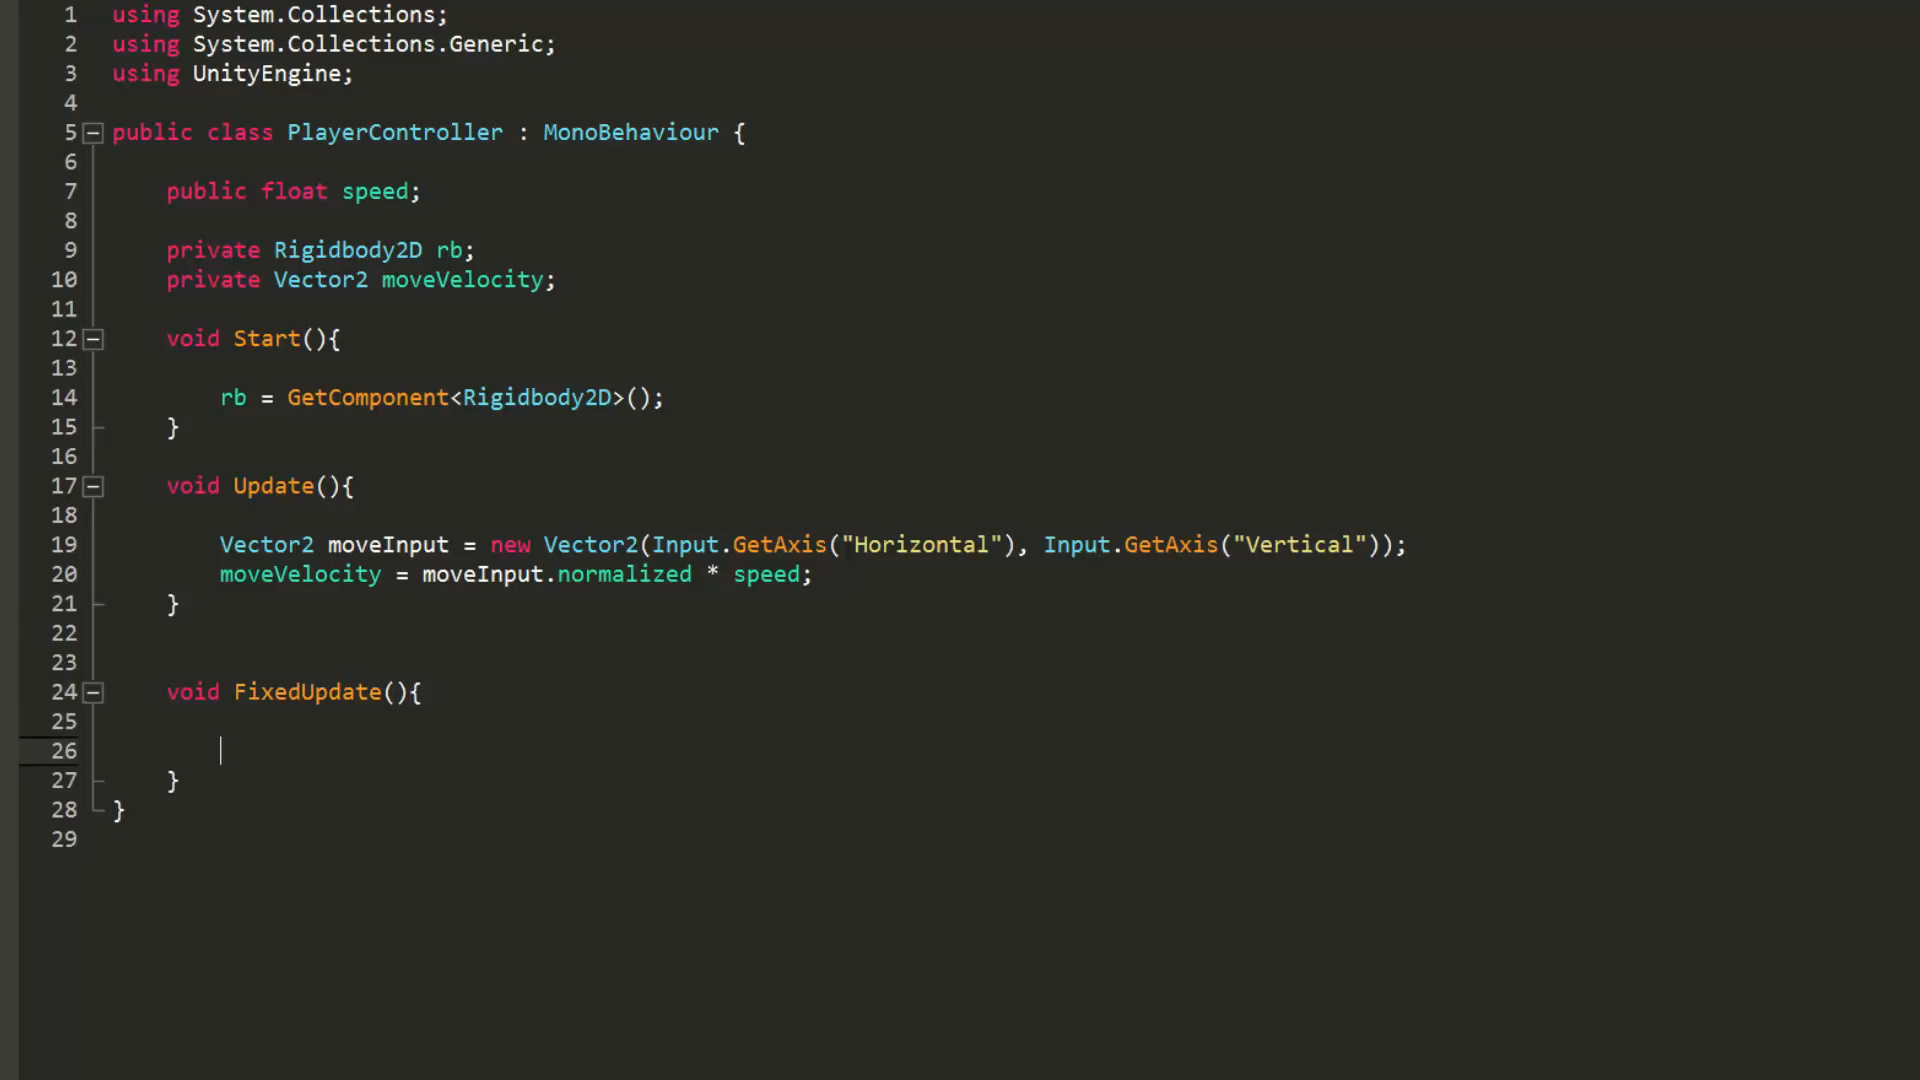 1 using System.Collections;
2 using System.Collections.Generic;
3 using UnityEngine;
4
5 public class PlayerController : MonoBehaviour {
6
7 public float speed;
8
9 private Rigidbody2D rb;
10 private Vector2 moveVelocity;
11
12 void Start(){
13
14 rb = GetComponent<Rigidbody2D>();
15 }
16
17 void Update(){
18
19 Vector2 moveInput = new Vector2(Input.GetAxis("Horizontal"), Input.GetAxis("Vertical"));
20 moveVelocity = moveInput.normalized * speed;
21 }
22
23
24 void FixedUpdate(){
25
26
27 }
28 }
29